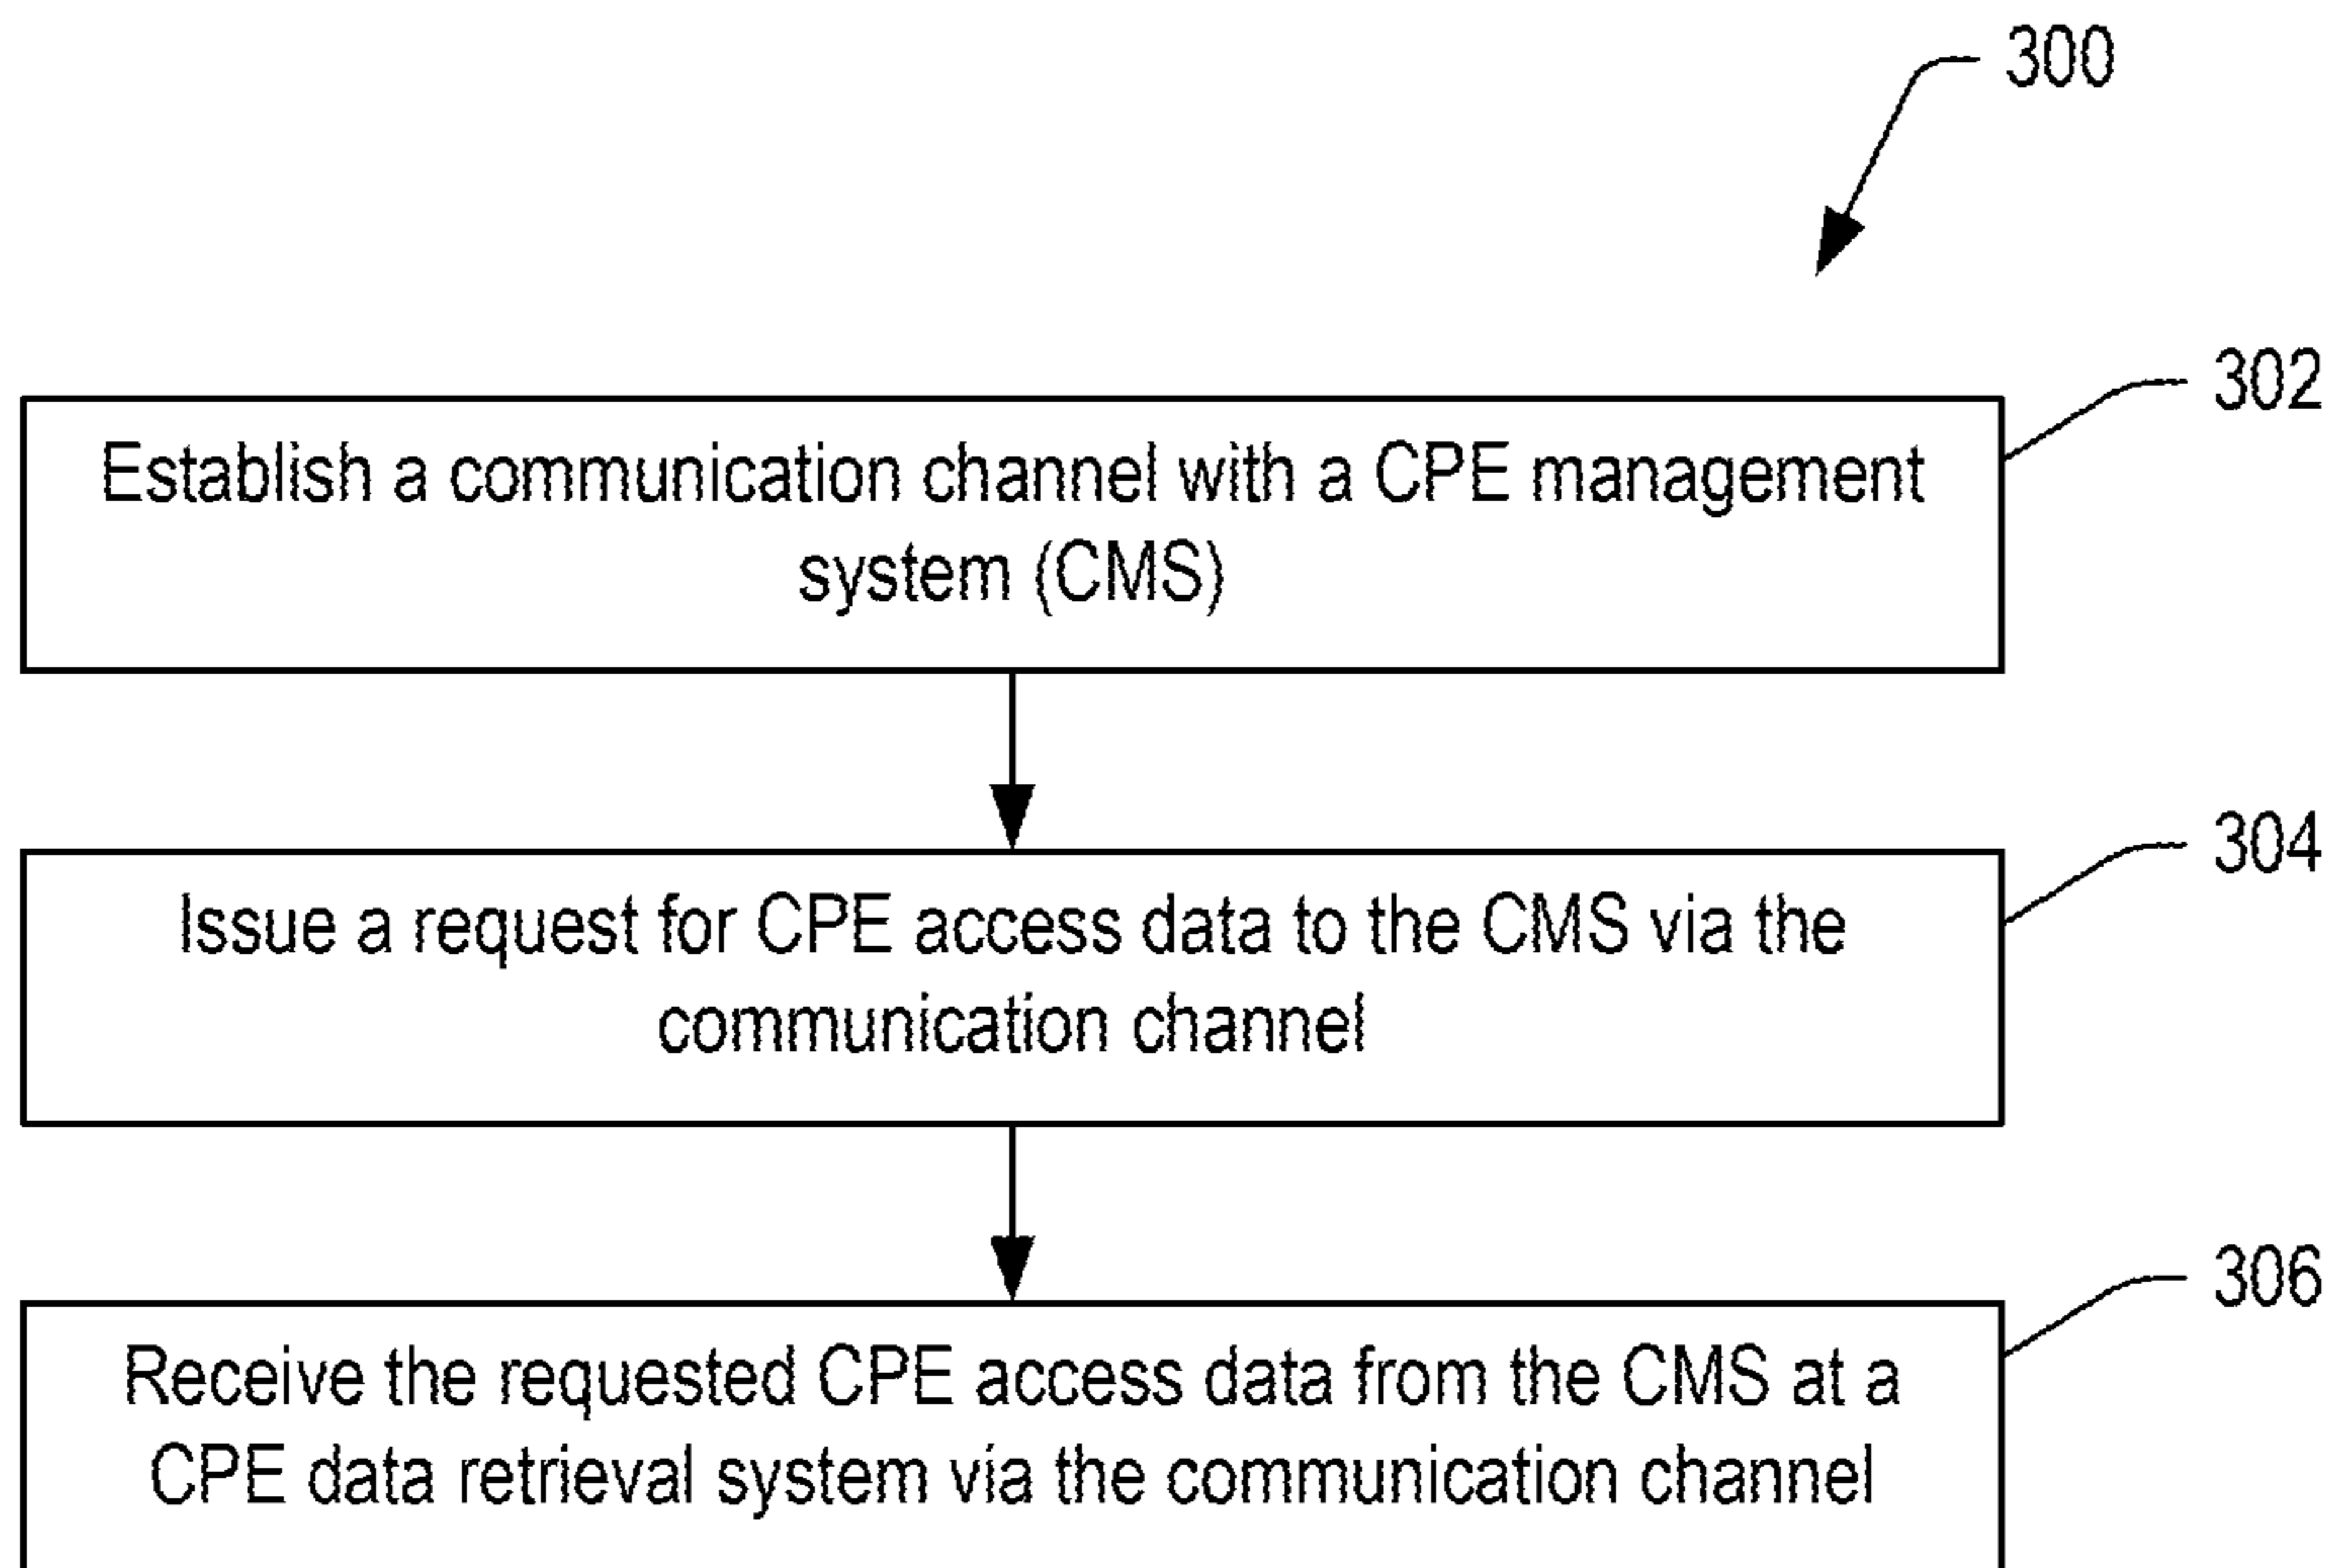 300
302
Establish a communication channel with a CPE management
system (CMS)
304
Issue a request for CPE access data to the CMS via the
communication channel
306
Receive the requested CPE access data from the CMS at a
CPE data retrieval system via the communication channel